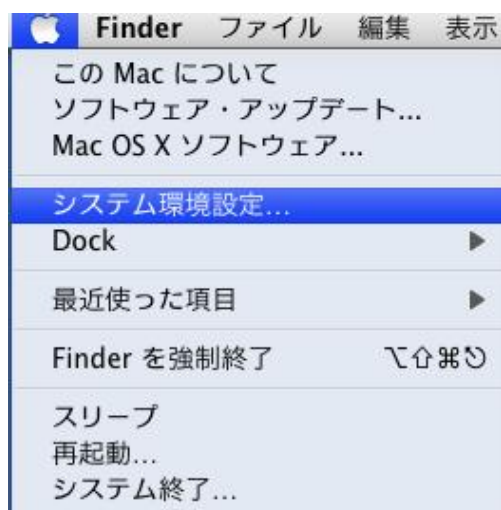 Finder ファイル 編集 表示
この Mac について
ソフトウェア・アップデート...
Mac OS X ソフトウェア...
システム環境設定...
Dock
最近使った項目
Finder を強制終了 ⌥⇧⌘⎋
スリープ
再起動...
システム終了...